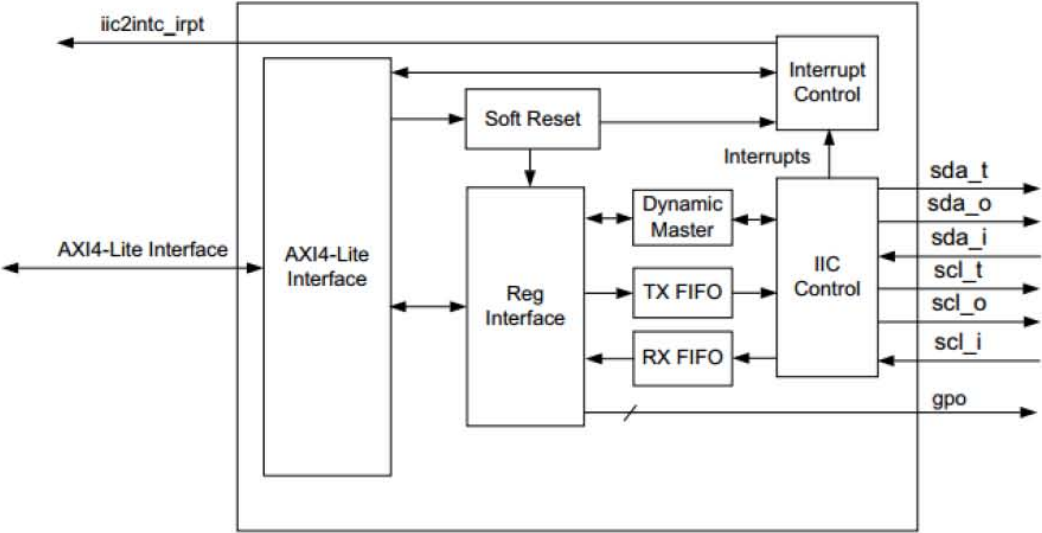 iic2intc_irpt
Interrupt
Control
Soft Reset
Interrupts
sda_t
Dynamic
Master
sda_o
AXI4-Lite Interface
AXI4-Lite
Interface
sda_i
IIC
Control
scl_t
Reg
Interface
TX FIFO
scl_o
RX FIFO
scl_i
gpo